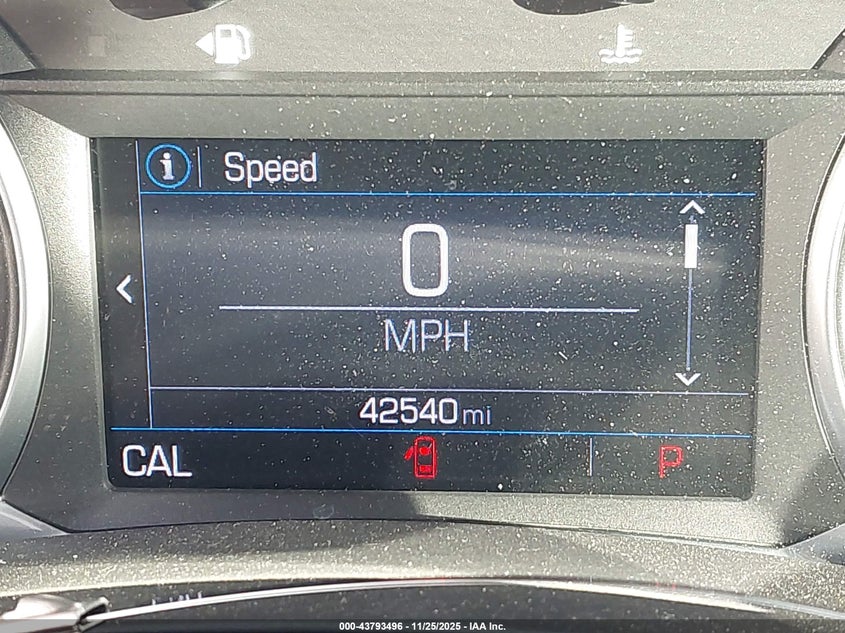 i Speed
0
MPH
42540 mi
CAL P
000-43793496 - 11/25/2025 - IAA Inc.